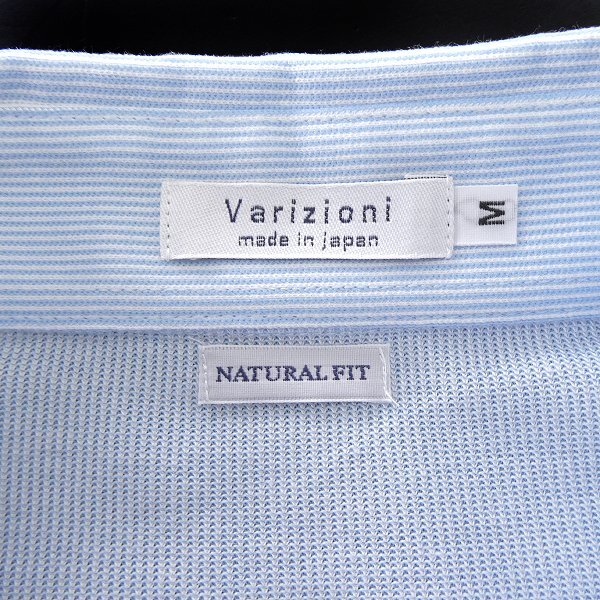 Varizioni
made in japan
M
NATURAL FIT